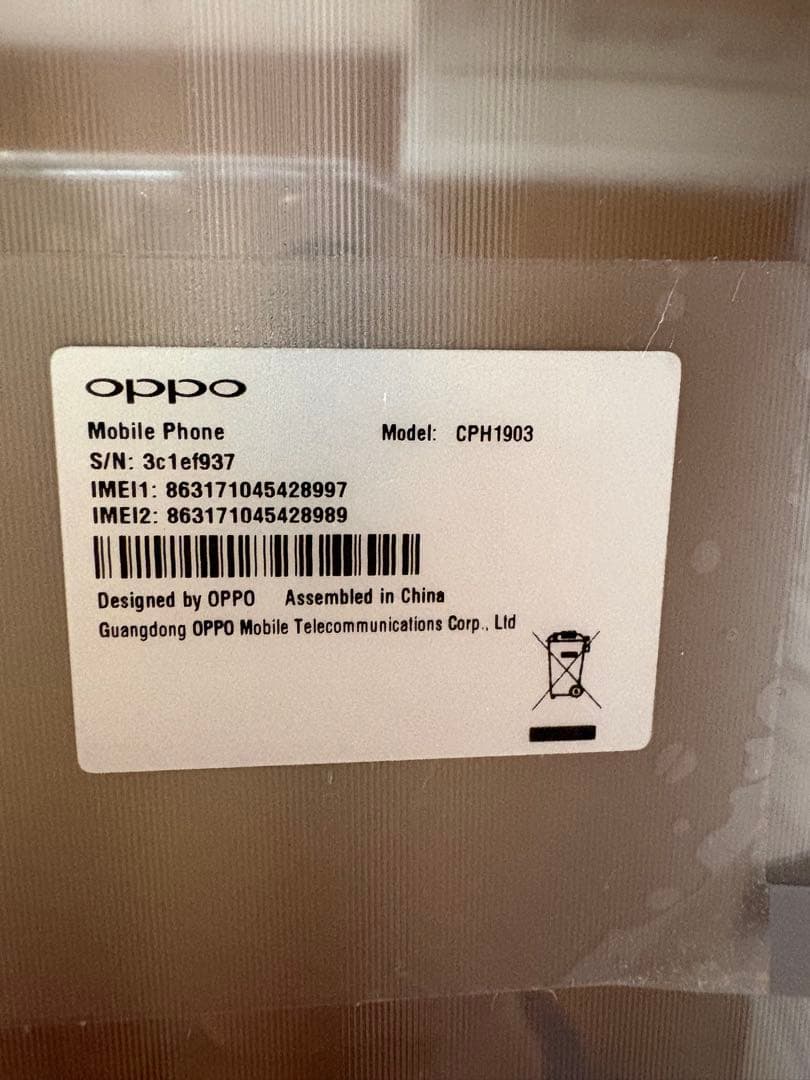 oppo
Mobile Phone Model: CPH1903
S/N: 3c1ef937
IMEI1: 863171045428997
IMEI2: 863171045428989
Designed by OPPO Assembled in China
Guangdong OPPO Mobile Telecommunications Corp., Ltd